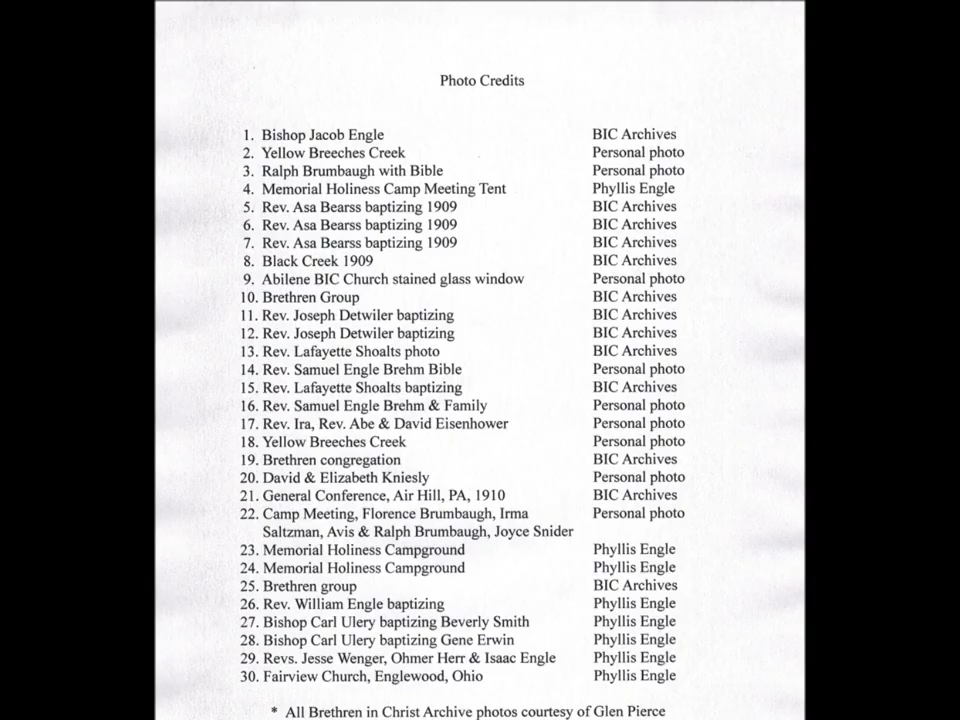 Photo Credits
1. Bishop Jacob Engle BIC Archives
2. Yellow Breeches Creek Personal photo
3. Ralph Brumbaugh with Bible Personal photo
4. Memorial Holiness Camp Meeting Tent Phyllis Engle
5. Rev. Asa Bearss baptizing 1909 BIC Archives
6. Rev. Asa Bearss baptizing 1909 BIC Archives
7. Rev. Asa Bearss baptizing 1909 BIC Archives
8. Black Creek 1909 BIC Archives
9. Abilene BIC Church stained glass window Personal photo
10. Brethren Group BIC Archives
11. Rev. Joseph Detwiler baptizing BIC Archives
12. Rev. Joseph Detwiler baptizing BIC Archives
13. Rev. Lafayette Shoalts photo BIC Archives
14. Rev. Samuel Engle Brehm Bible Personal photo
15. Rev. Lafayette Shoalts baptizing BIC Archives
16. Rev. Samuel Engle Brehm & Family Personal photo
17. Rev. Ira, Rev. Abe & David Eisenhower Personal photo
18. Yellow Breeches Creek Personal photo
19. Brethren congregation BIC Archives
20. David & Elizabeth Kniesly Personal photo
21. General Conference, Air Hill, PA, 1910 BIC Archives
22. Camp Meeting, Florence Brumbaugh, Irma Personal photo
Saltzman, Avis & Ralph Brumbaugh, Joyce Snider
23. Memorial Holiness Campground Phyllis Engle
24. Memorial Holiness Campground Phyllis Engle
25. Brethren group BIC Archives
26. Rev. William Engle baptizing Phyllis Engle
27. Bishop Carl Ulery baptizing Beverly Smith Phyllis Engle
28. Bishop Carl Ulery baptizing Gene Erwin Phyllis Engle
29. Revs. Jesse Wenger, Ohmer Herr & Isaac Engle Phyllis Engle
30. Fairview Church, Englewood, Ohio Phyllis Engle
* All Brethren in Christ Archive photos courtesy of Glen Pierce